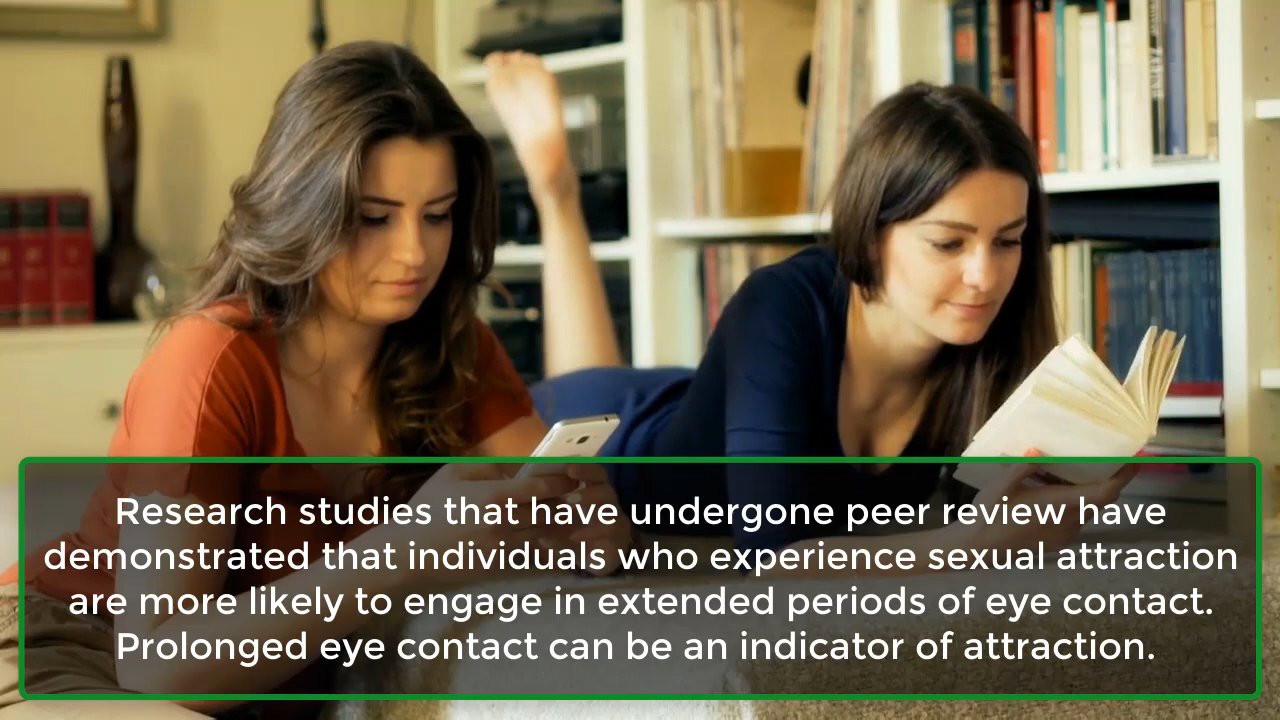 Research studies that have undergone peer review have
demonstrated that individuals who experience sexual attraction
are more likely to engage in extended periods of eye contact.
Prolonged eye contact can be an indicator of attraction.